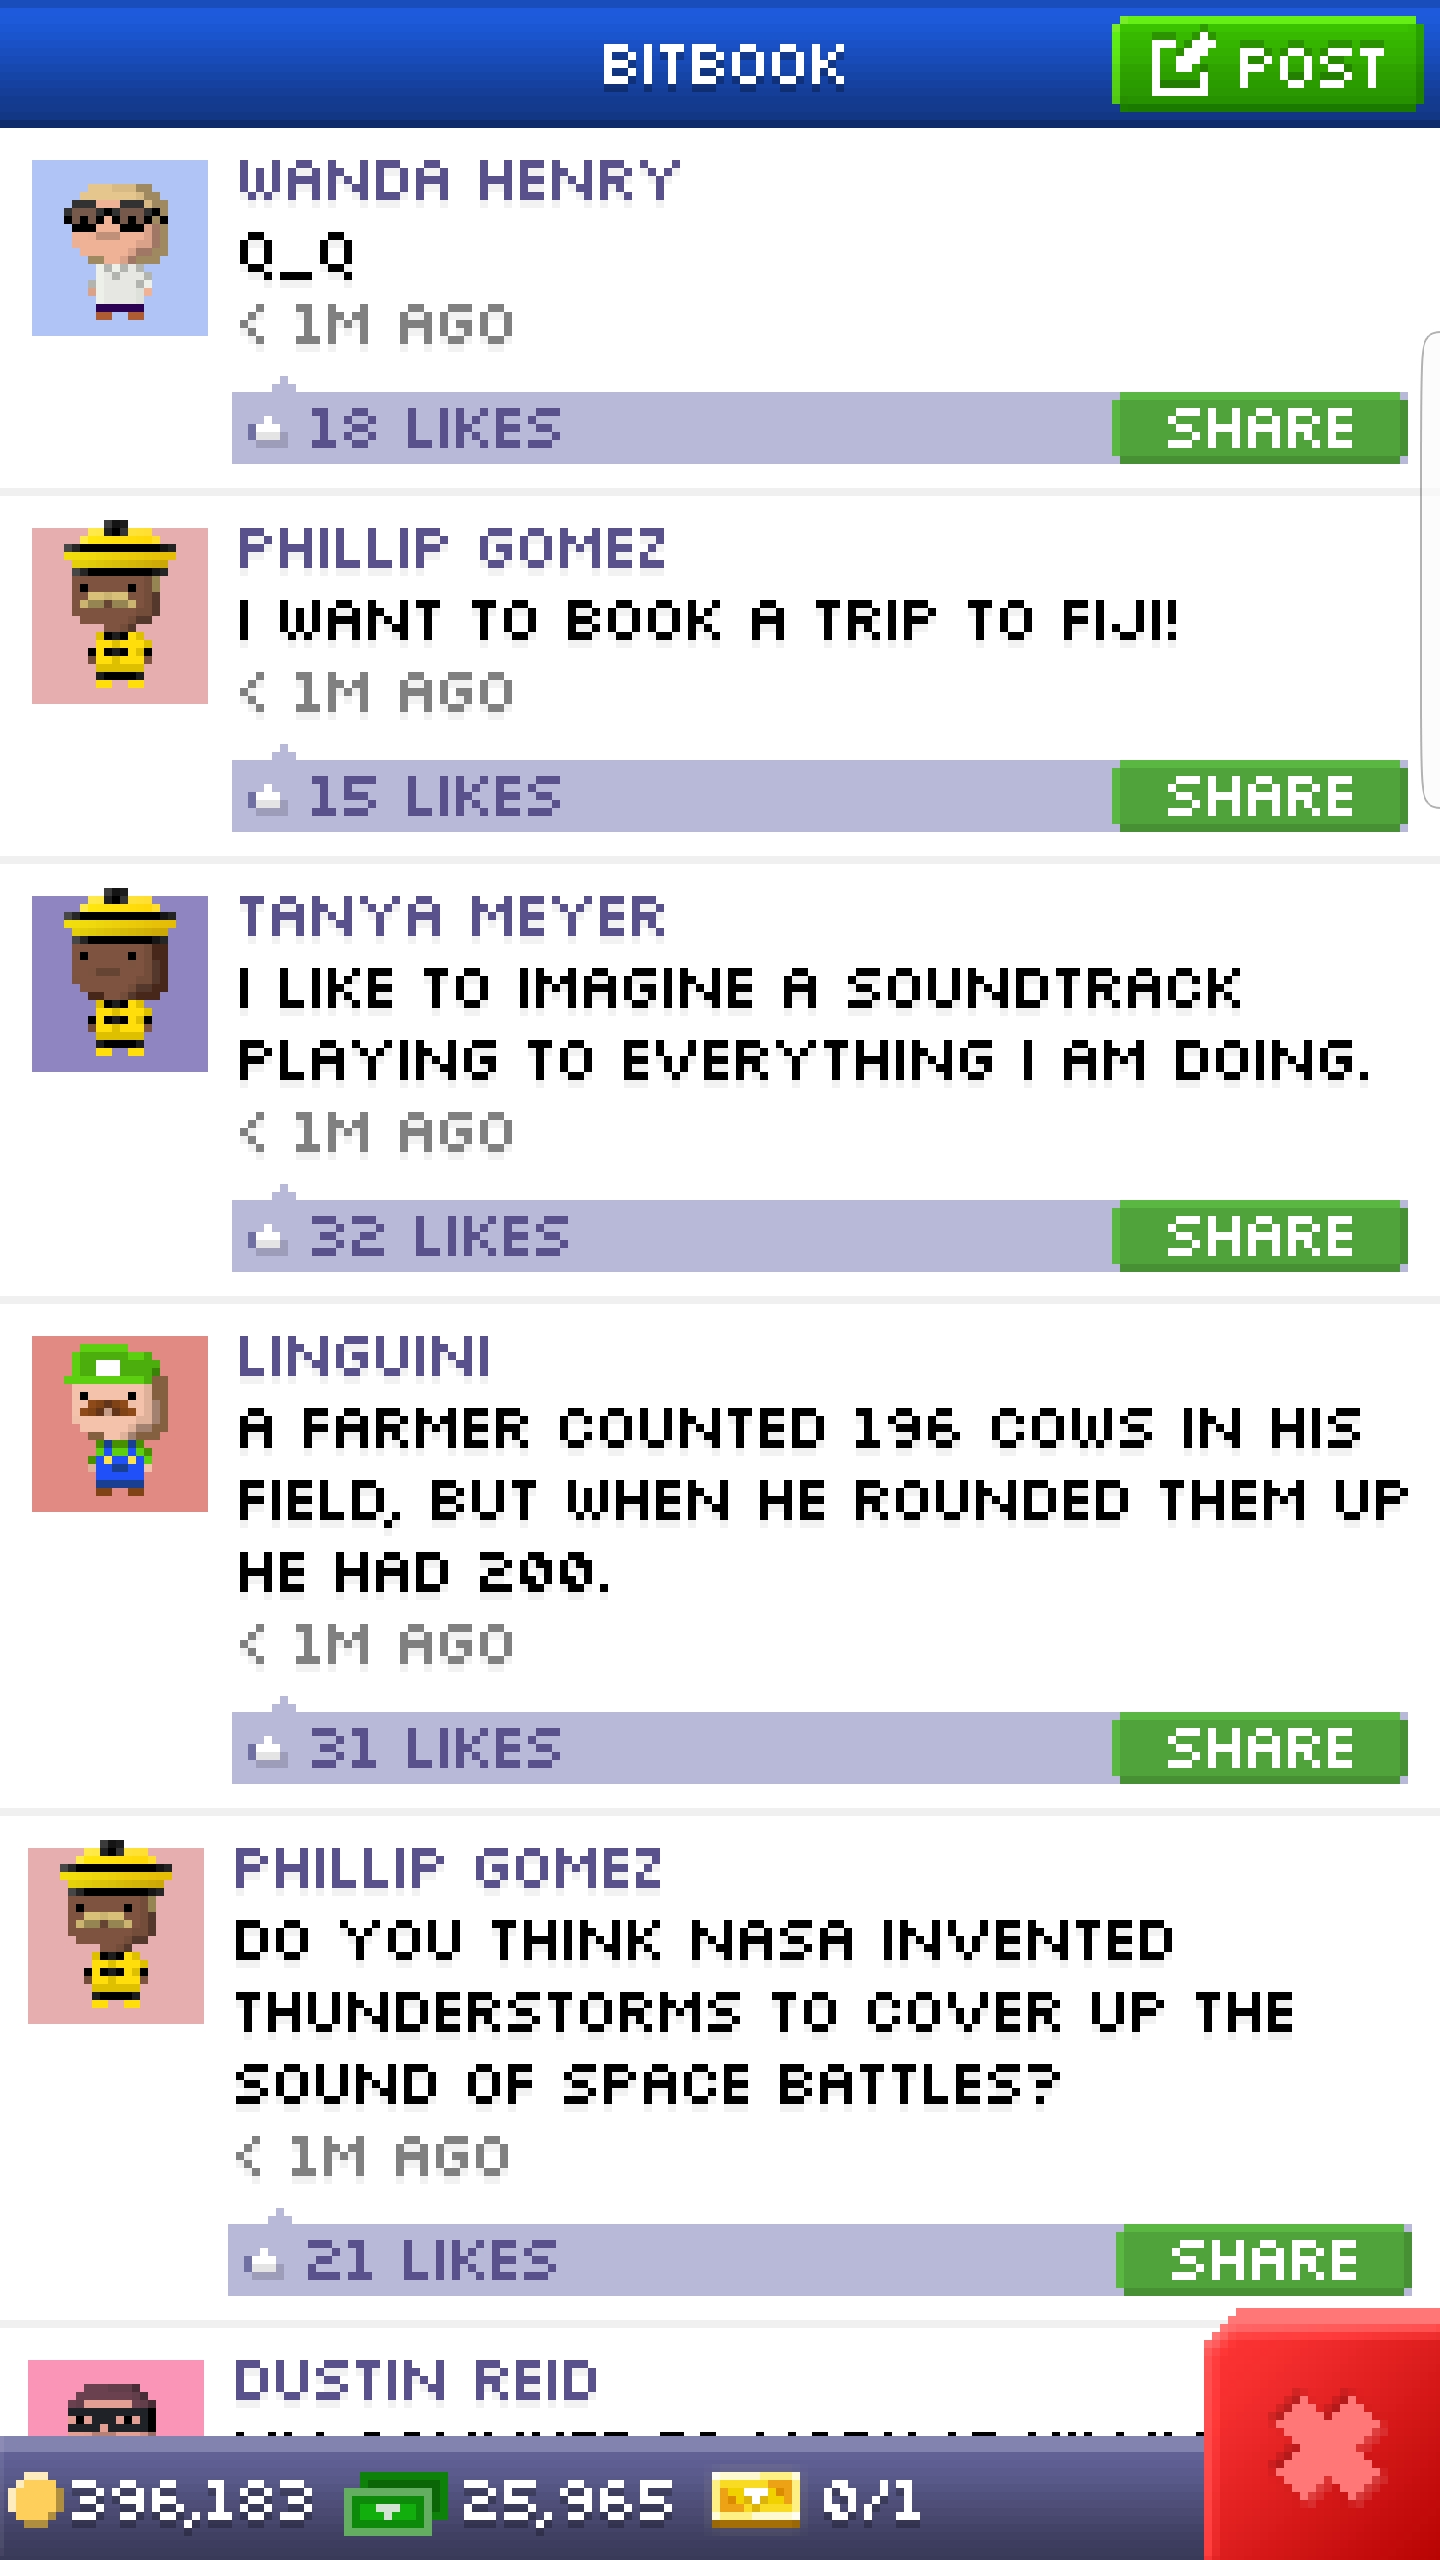 BITBOOK
POST
WANDA HENRY
Q_Q
< 1M AGO
18 LIKES
SHARE
PHILLIP GOMEZ
I WANT TO BOOK A TRIP TO FIJI!
< 1M AGO
15 LIKES
SHARE
TANYA MEYER
I LIKE TO IMAGINE A SOUNDTRACK
PLAYING TO EVERYTHING I AM DOING.
< 1M AGO
32 LIKES
SHARE
LINGUINI
A FARMER COUNTED 196 COWS IN HIS
FIELD, BUT WHEN HE ROUNDED THEM UP
HE HAD 200.
< 1M AGO
31 LIKES
SHARE
PHILLIP GOMEZ
DO YOU THINK NASA INVENTED
THUNDERSTORMS TO COVER UP THE
SOUND OF SPACE BATTLES?
< 1M AGO
21 LIKES
SHARE
DUSTIN REID
396,183
25,965
0/1